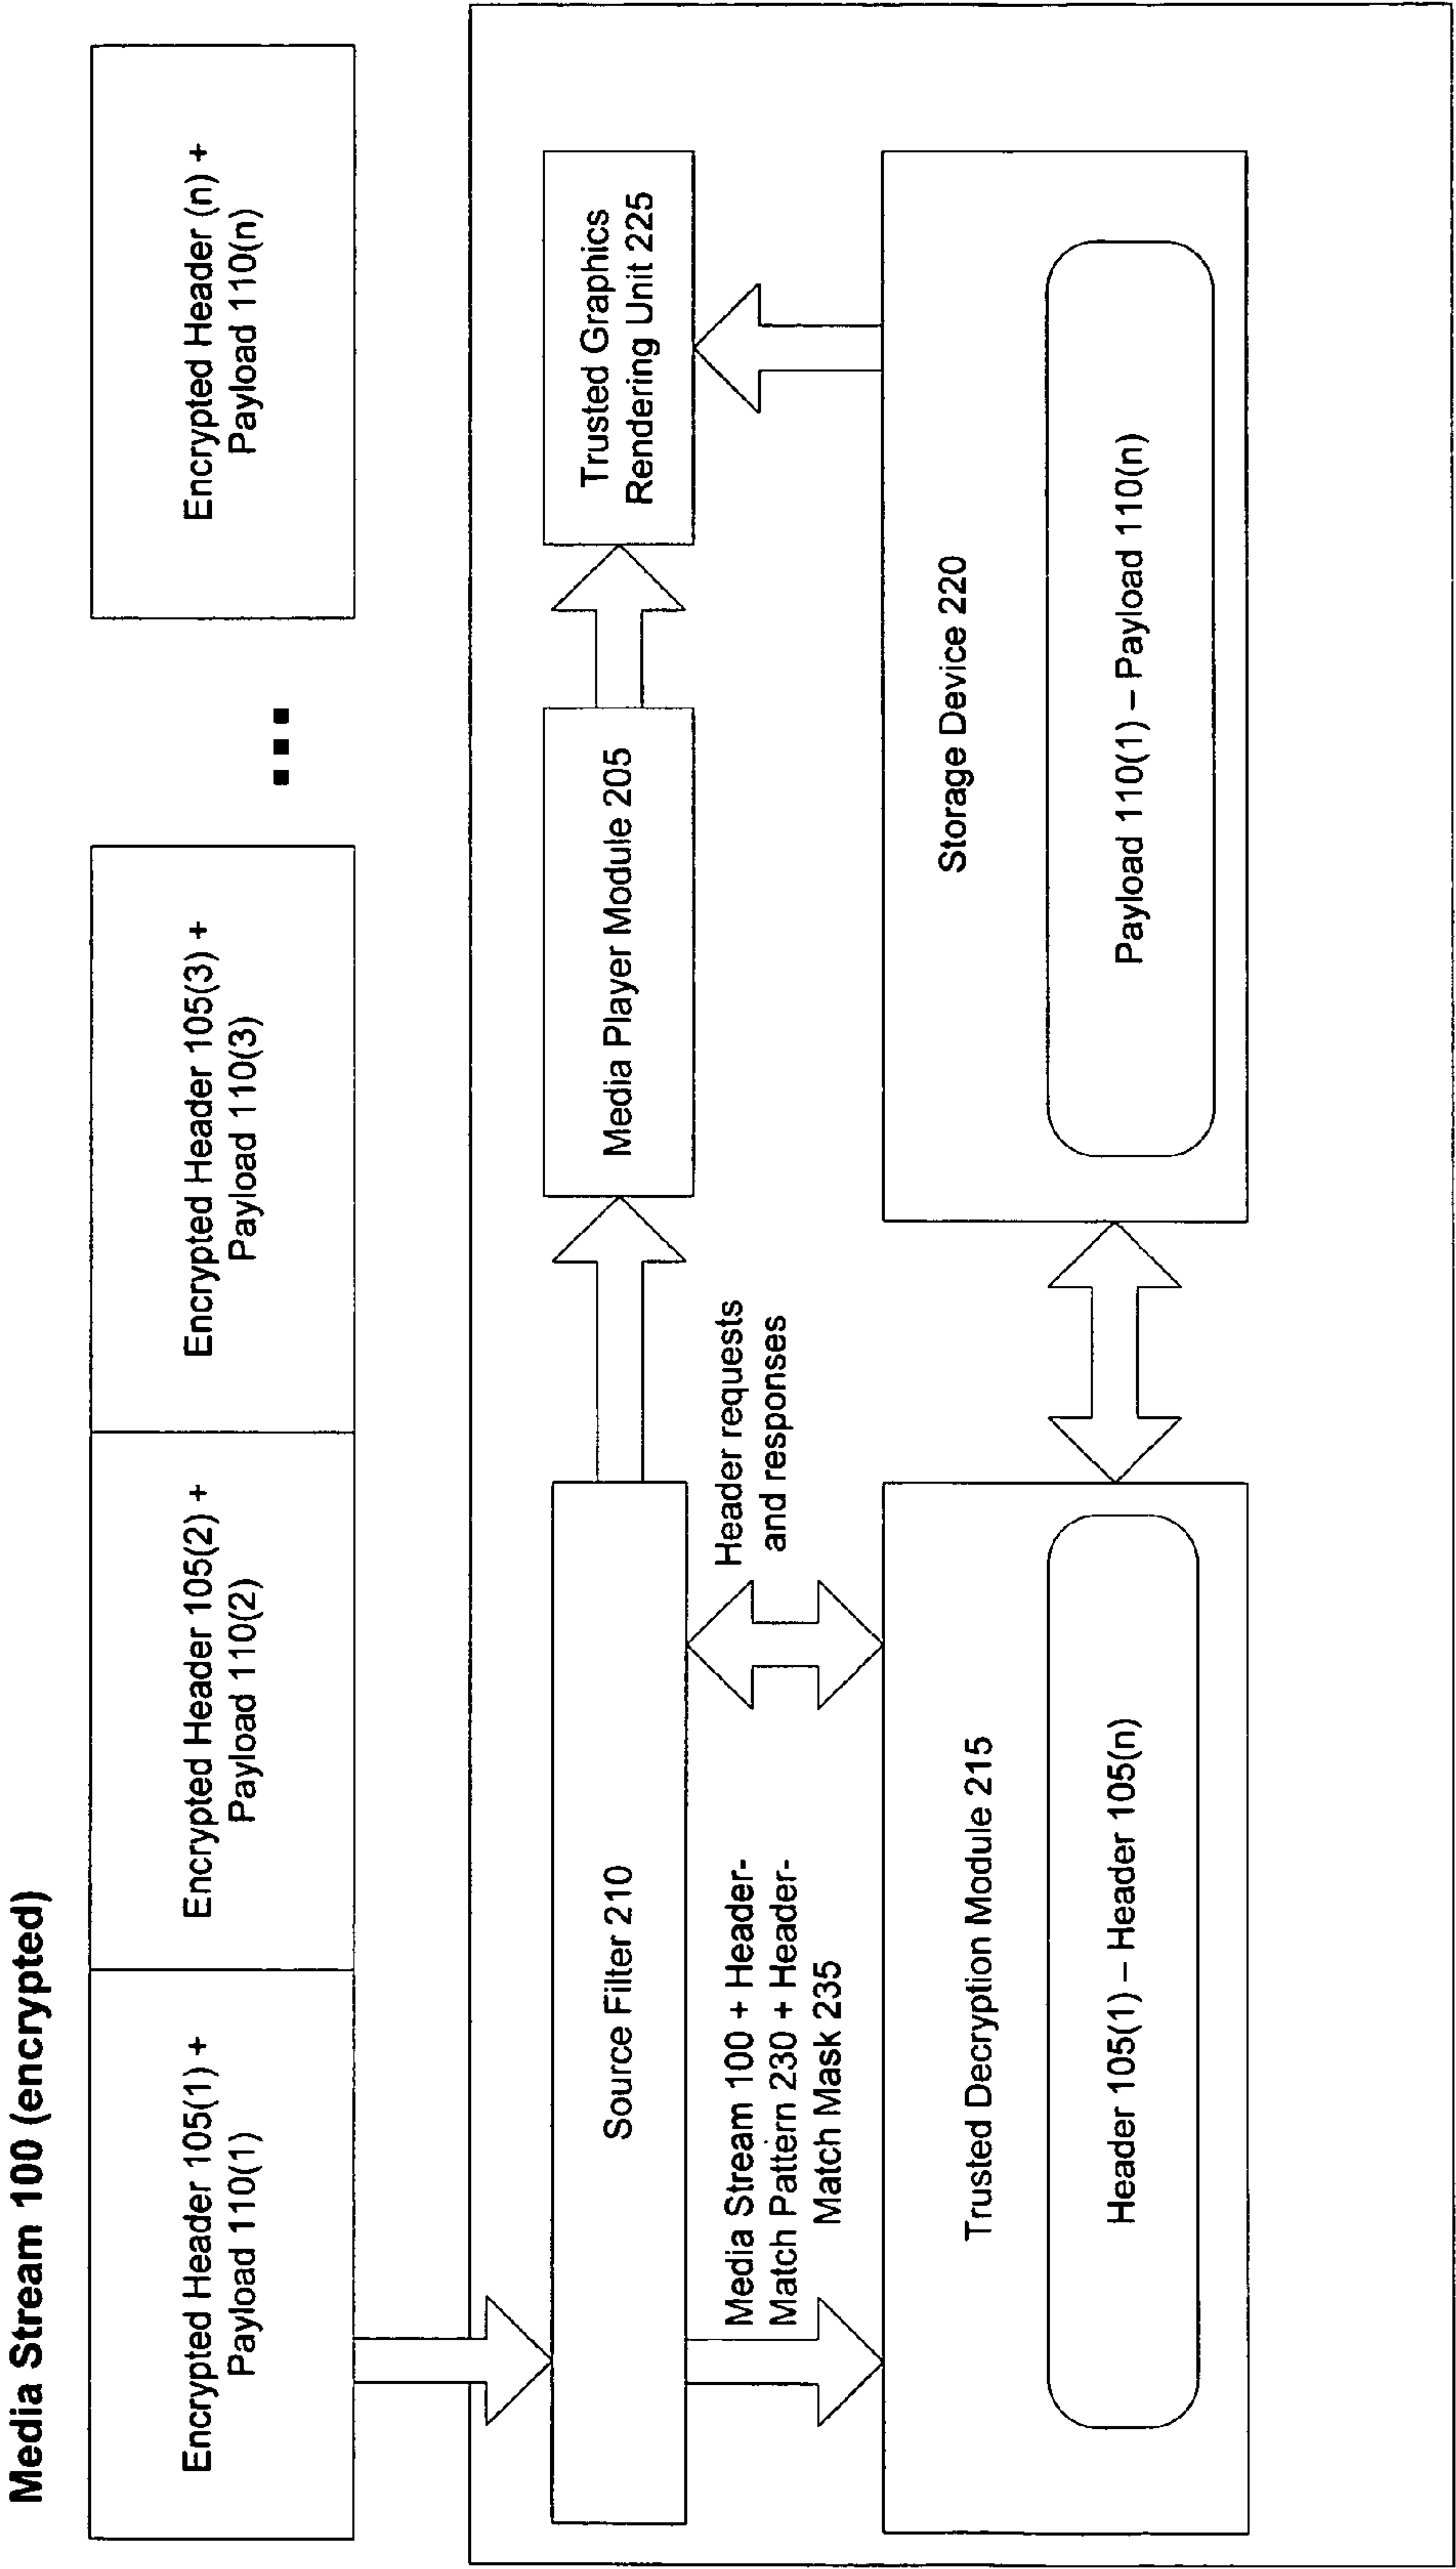 Media Stream 100 (encrypted)
Encrypted Header 105(1) +
Payload 110(1)
Encrypted Header 105(2) +
Payload 110(2)
Encrypted Header 105(3) +
Payload 110(3)
...
Encrypted Header (n) +
Payload 110(n)
Source Filter 210
Media Player Module 205
Trusted Graphics
Rendering Unit 225
Media Stream 100 + Header-
Match Pattern 230 + Header-
Match Mask 235
Header requests
and responses
Trusted Decryption Module 215
Header 105(1) – Header 105(n)
Storage Device 220
Payload 110(1) – Payload 110(n)